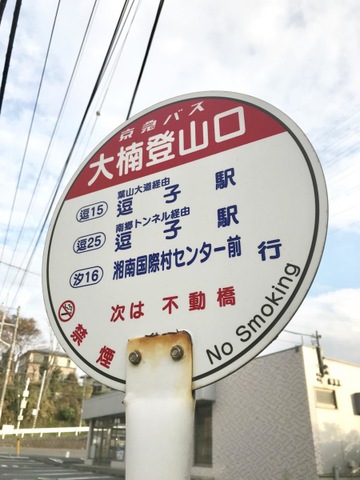 京急バス
大楠登山口
葉山大道経由
逗15 逗子駅
南郷トンネル経由
逗25 逗子駅
汐16 湘南国際村センター前 行
次は 不動橋
禁煙 No Smoking